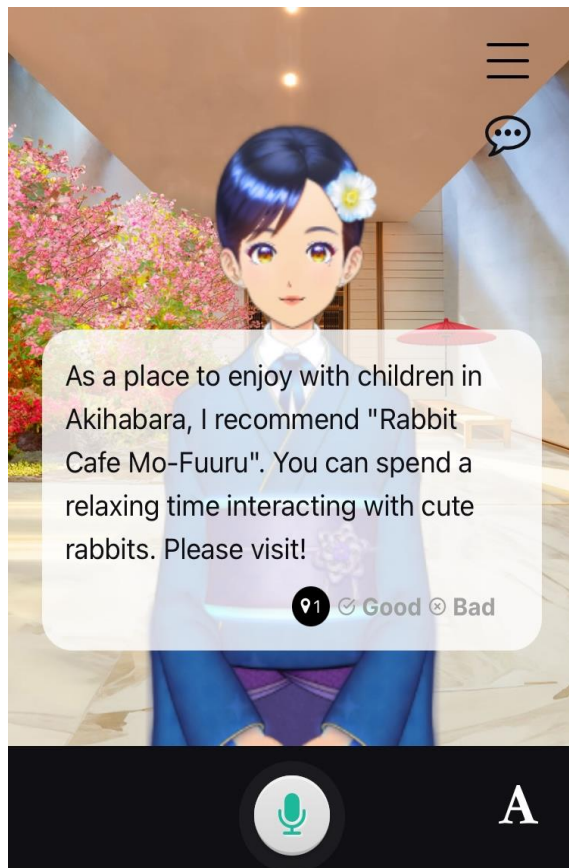 As a place to enjoy with children in
Akihabara, I recommend "Rabbit
Cafe Mo-Fuuru". You can spend a
relaxing time interacting with cute
rabbits. Please visit!
1 Good Bad
A